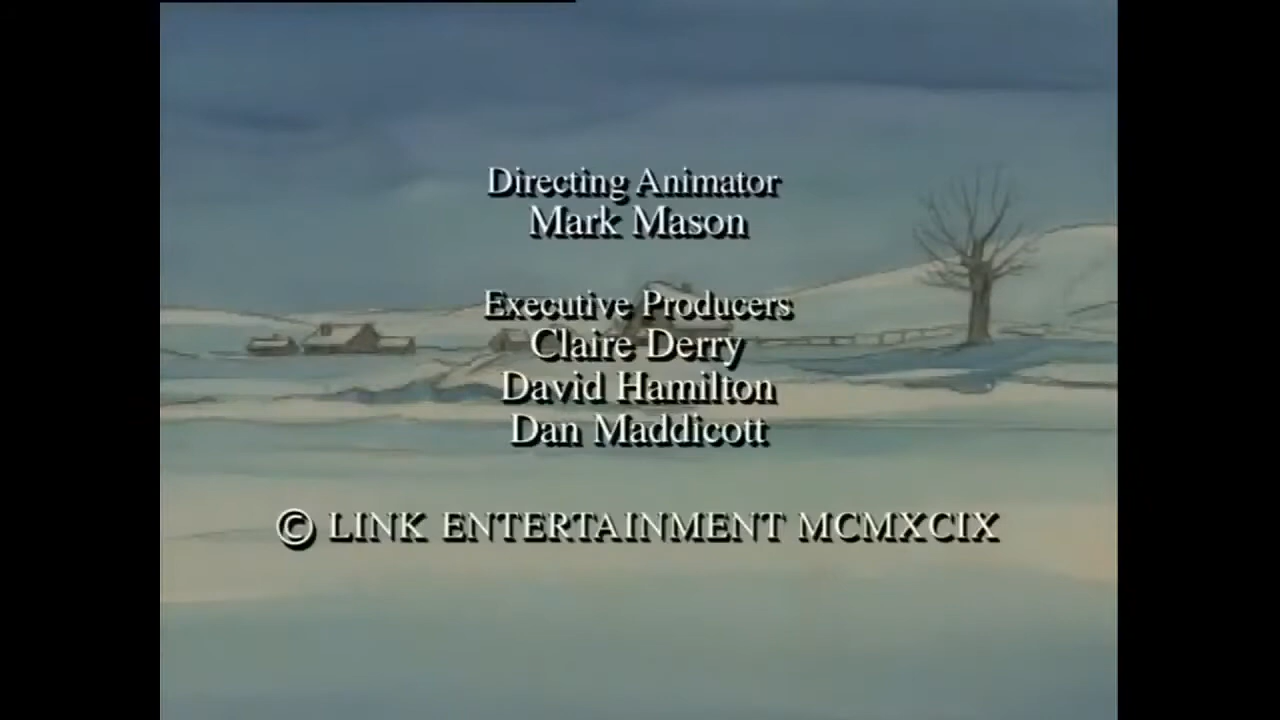 Directing Animator
Mark Mason
Executive Producers
Claire Derry
David Hamilton
Dan Maddicott
© LINK ENTERTAINMENT MCMXCIX